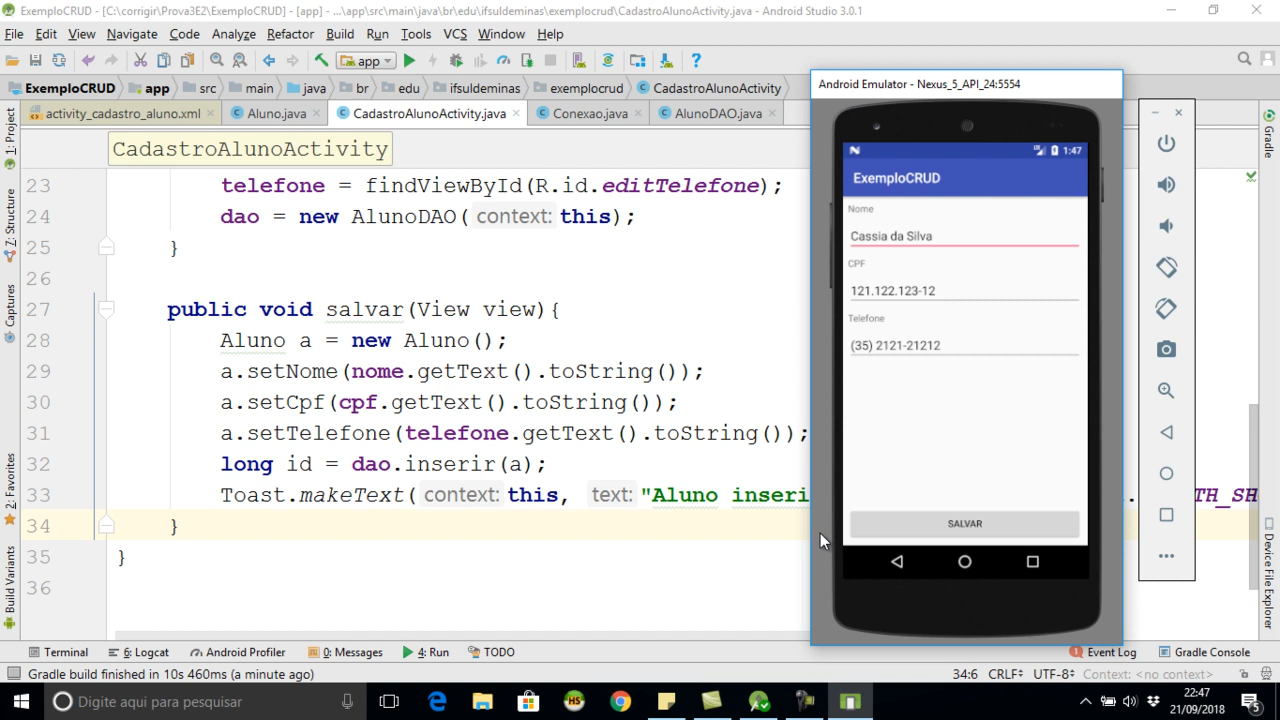 ExemploCRUD - [C:\corrigir\Prova3E2\ExemploCRUD] - [app] - ...\app\src\main\java\br\edu\ifsuldeminas\exemplocrud\CadastroAlunoActivity.java - Android Studio 3.0.1
File Edit View Navigate Code Analyze Refactor Build Run Tools VCS Window Help
app
ExemploCRUD app src main java br edu ifsuldeminas exemplocrud CadastroAlunoActivity
activity_cadastro_aluno.xml Aluno.java CadastroAlunoActivity.java Conexao.java AlunoDAO.java
CadastroAlunoActivity
23 telefone = findViewById(R.id.editTelefone);
24 dao = new AlunoDAO( context: this);
25 }
26
27 public void salvar(View view){
28 Aluno a = new Aluno();
29 a.setNome(nome.getText().toString());
30 a.setCpf(cpf.getText().toString());
31 a.setTelefone(telefone.getText().toString());
32 long id = dao.inserir(a);
33 Toast.makeText( context: this, text: "Aluno inseri
TH_SH
34 }
35 }
36
1: Project
7: Structure
Captures
2: Favorites
Build Variants
Gradle
Device File Explorer
Android Emulator - Nexus_5_API_24:5554
1:47
ExemploCRUD
Nome
Cassia da Silva
CPF
121.122.123-12
Telefone
(35) 2121-21212
SALVAR
Terminal 6: Logcat Android Profiler 0: Messages 4: Run TODO Event Log Gradle Console
Gradle build finished in 10s 460ms (a minute ago) 34:6 CRLF UTF-8 Context: <no context>
Digite aqui para pesquisar
HS
22:47
21/09/2018
5